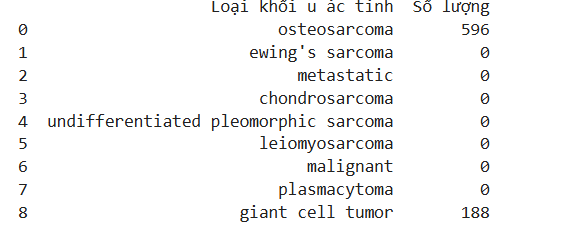 Loại khối u ác tính Số lượng
0 osteosarcoma 596
1 ewing's sarcoma 0
2 metastatic 0
3 chondrosarcoma 0
4 undifferentiated pleomorphic sarcoma 0
5 leiomyosarcoma 0
6 malignant 0
7 plasmacytoma 0
8 giant cell tumor 188